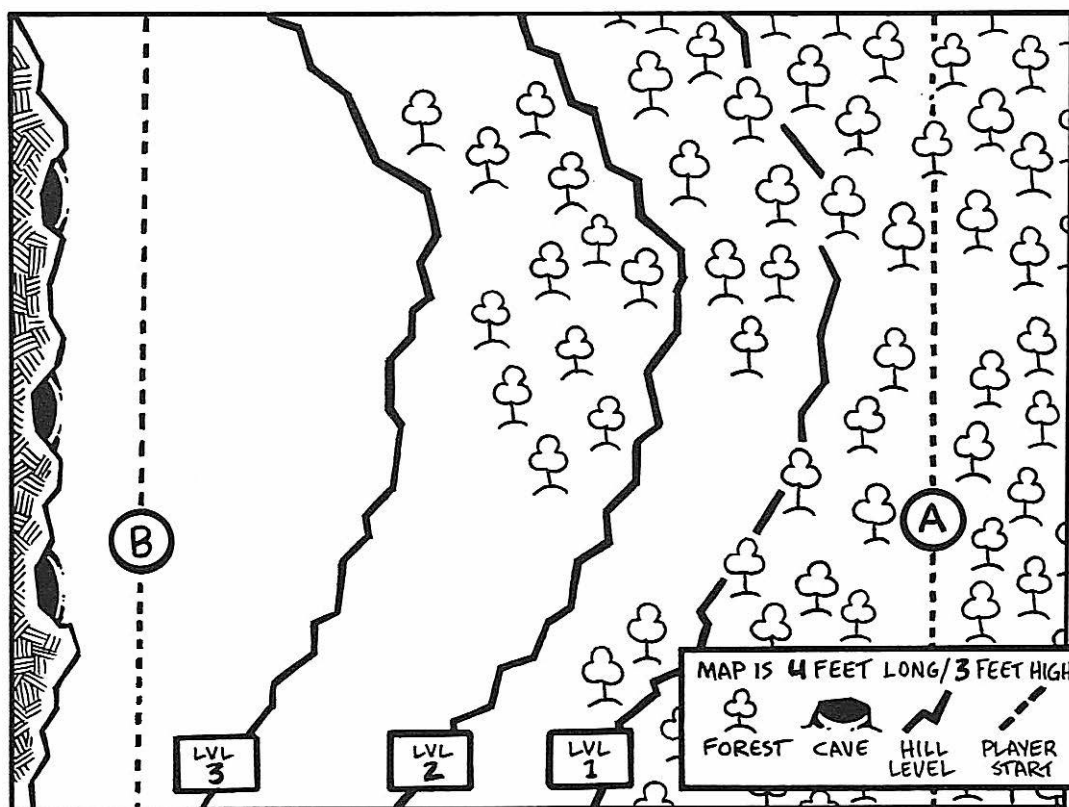 B
A
LVL
3
LVL
2
LVL
1
MAP IS 4 FEET LONG/3 FEET HIGH
FOREST
CAVE
HILL
LEVEL
PLAYER
START